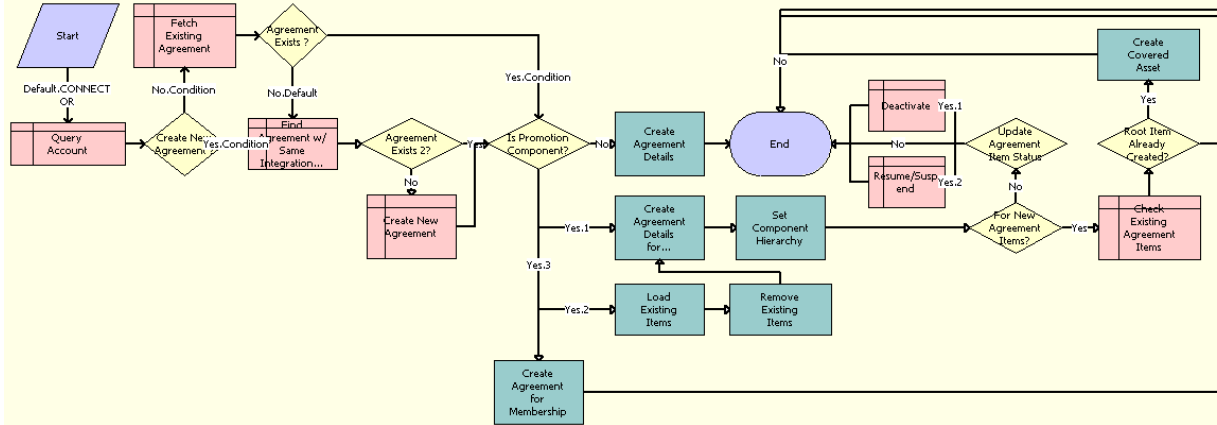 Start
Default.CONNECT
OR
Query
Account
Fetch
Existing
Agreement
No.Condition
Create New
Agreement
Yes.Condition
Agreement
Exists ?
No.Default
Find
Agreement w/
Same
Integration...
Agreement
Exists 2?
Yes
No
Create New
Agreement
Yes.Condition
Is Promotion
Component?
No
Create
Agreement
Details
End
Yes.1
Create
Agreement
Details
for...
Set
Component
Hierarchy
Yes.3
Yes.2
Load
Existing
Items
Remove
Existing
Items
Create
Agreement
for
Membership
No
Deactivate
Yes.1
No
Resume/Susp
end
Yes.2
Update
Agreement
Item Status
No
For New
Agreement
Items?
Yes
Check
Existing
Agreement
Items
Root Item
Already
Created?
Yes
Create
Covered
Asset